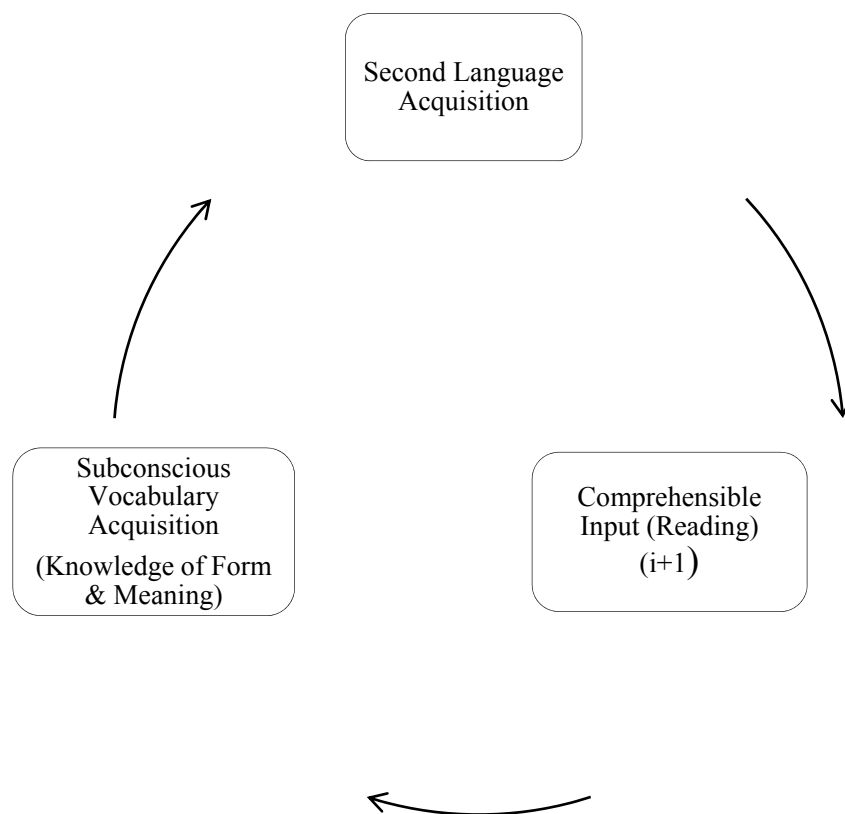 Second Language
Acquisition
Subconscious
Vocabulary
Acquisition
(Knowledge of Form
& Meaning)
Comprehensible
Input (Reading)
(i+1)